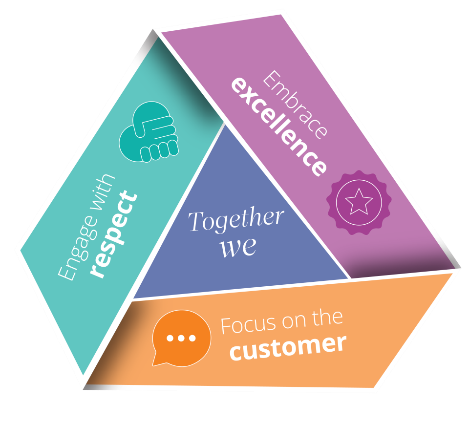 Together
we
Engage with
respect
Embrace
excellence
Focus on the
customer